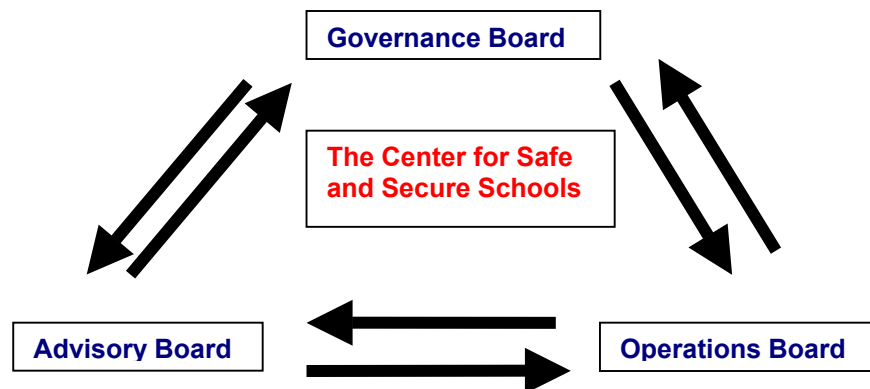 Governance Board
The Center for Safe
and Secure Schools
Advisory Board
Operations Board